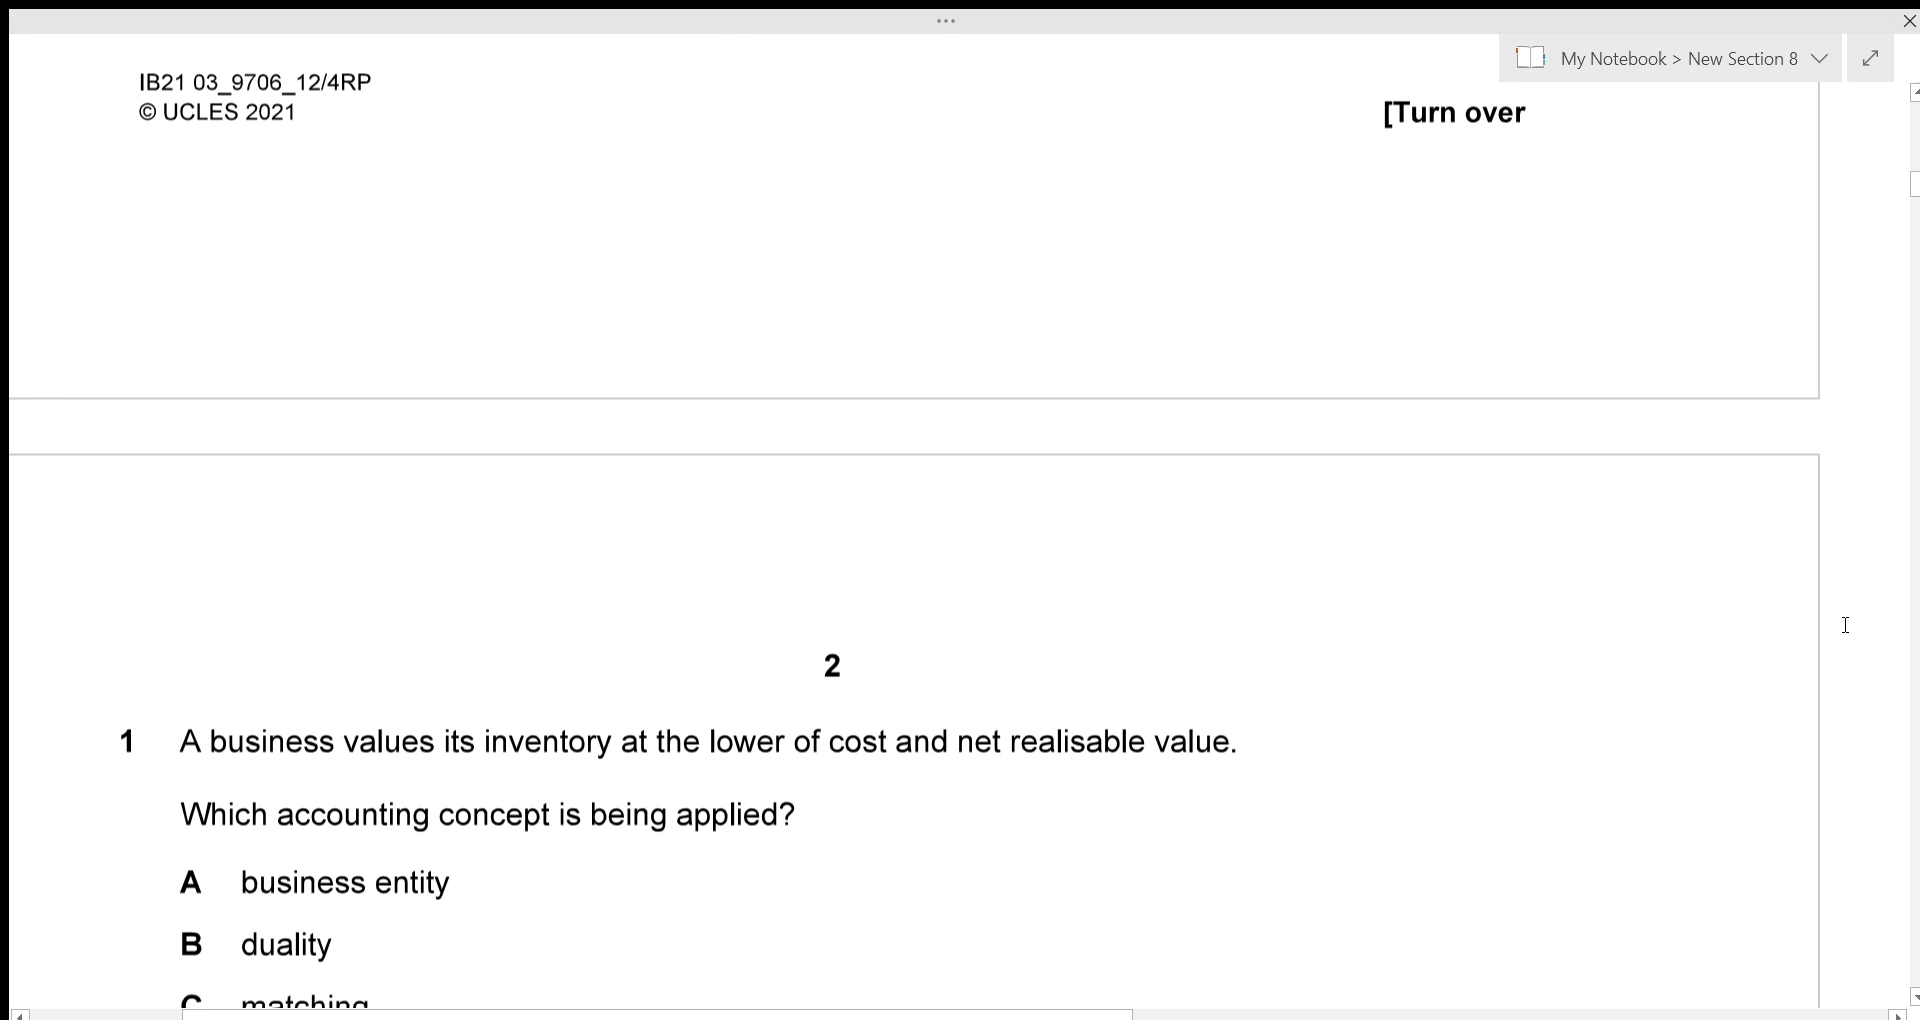 My Notebook > New Section 8
IB21 03_9706_12/4RP
© UCLES 2021
[Turn over
2
1 A business values its inventory at the lower of cost and net realisable value.
Which accounting concept is being applied?
A business entity
B duality
C matching